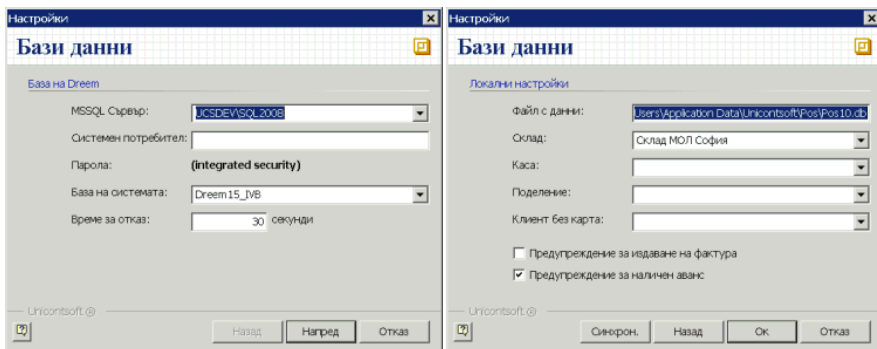 Настройки
Бази данни
База на Dreem
MSSQL Сървър: UCSDEV\SQL2008
Системен потребител:
Парола: (integrated security)
База на системата: Dreem15_IVB
Време за отказ: 30 секунди
Unicontsoft ®
Назад Напред Отказ
Настройки
Бази данни
Локални настройки
Файл с данни: Users\Application Data\Unicontsoft\Pos\Pos10.db
Склад: Склад МОЛ София
Каса:
Поделение:
Клиент без карта:
Предупреждение за издаване на фактура
Предупреждение за наличен аванс
Unicontsoft ®
Синхрон. Назад Ок Отказ